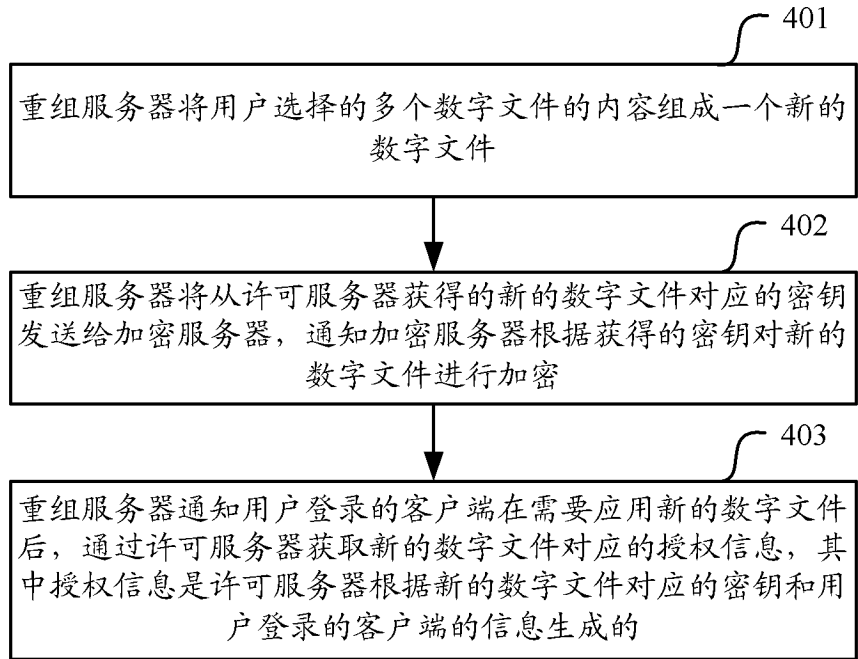 401
重组服务器将用户选择的多个数字文件的内容组成一个新的
数字文件
402
重组服务器将从许可服务器获得的新的数字文件对应的密钥
发送给加密服务器，通知加密服务器根据获得的密钥对新的
数字文件进行加密
403
重组服务器通知用户登录的客户端在需要应用新的数字文件
后，通过许可服务器获取新的数字文件对应的授权信息，其
中授权信息是许可服务器根据新的数字文件对应的密钥和用
户登录的客户端的信息生成的